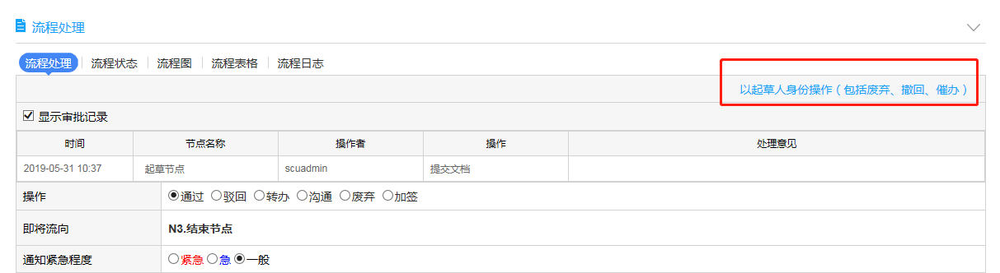 流程处理
流程处理 流程状态 流程图 流程表格 流程日志
以起草人身份操作（包括废弃、撤回、催办）
显示审批记录
时间 节点名称 操作者 操作 处理意见
2019-05-31 10:37 起草节点 scuadmin 提交文档
操作 通过 驳回 转办 沟通 废弃 加签
即将流向 N3.结束节点
通知紧急程度 紧急 急 一般